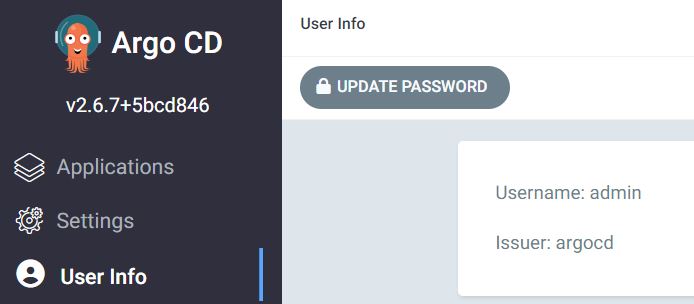 Argo CD
v2.6.7+5bcd846
Applications
Settings
User Info
User Info
UPDATE PASSWORD
Username: admin
Issuer: argocd